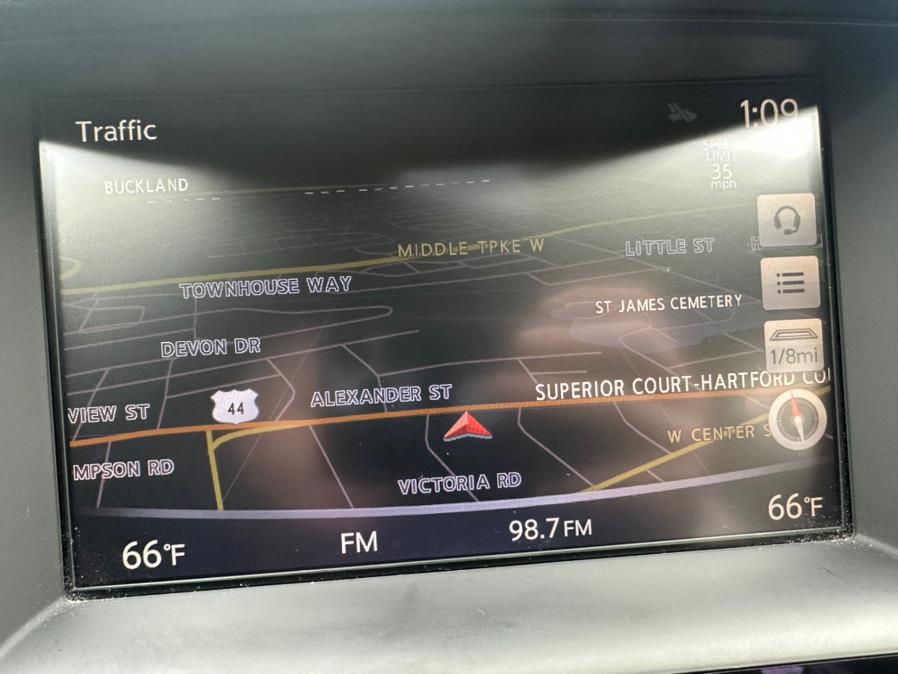 Traffic
1:09
SPEED
LIMIT
35
mph
BUCKLAND
MIDDLE TPKE W
LITTLE ST
H
TOWNHOUSE WAY
ST JAMES CEMETERY
DEVON DR
1/8mi
SUPERIOR COURT-HARTFORD CO
ALEXANDER ST
44
VIEW ST
W CENTER S
MPSON RD
VICTORIA RD
66°F
FM
98.7FM
66°F